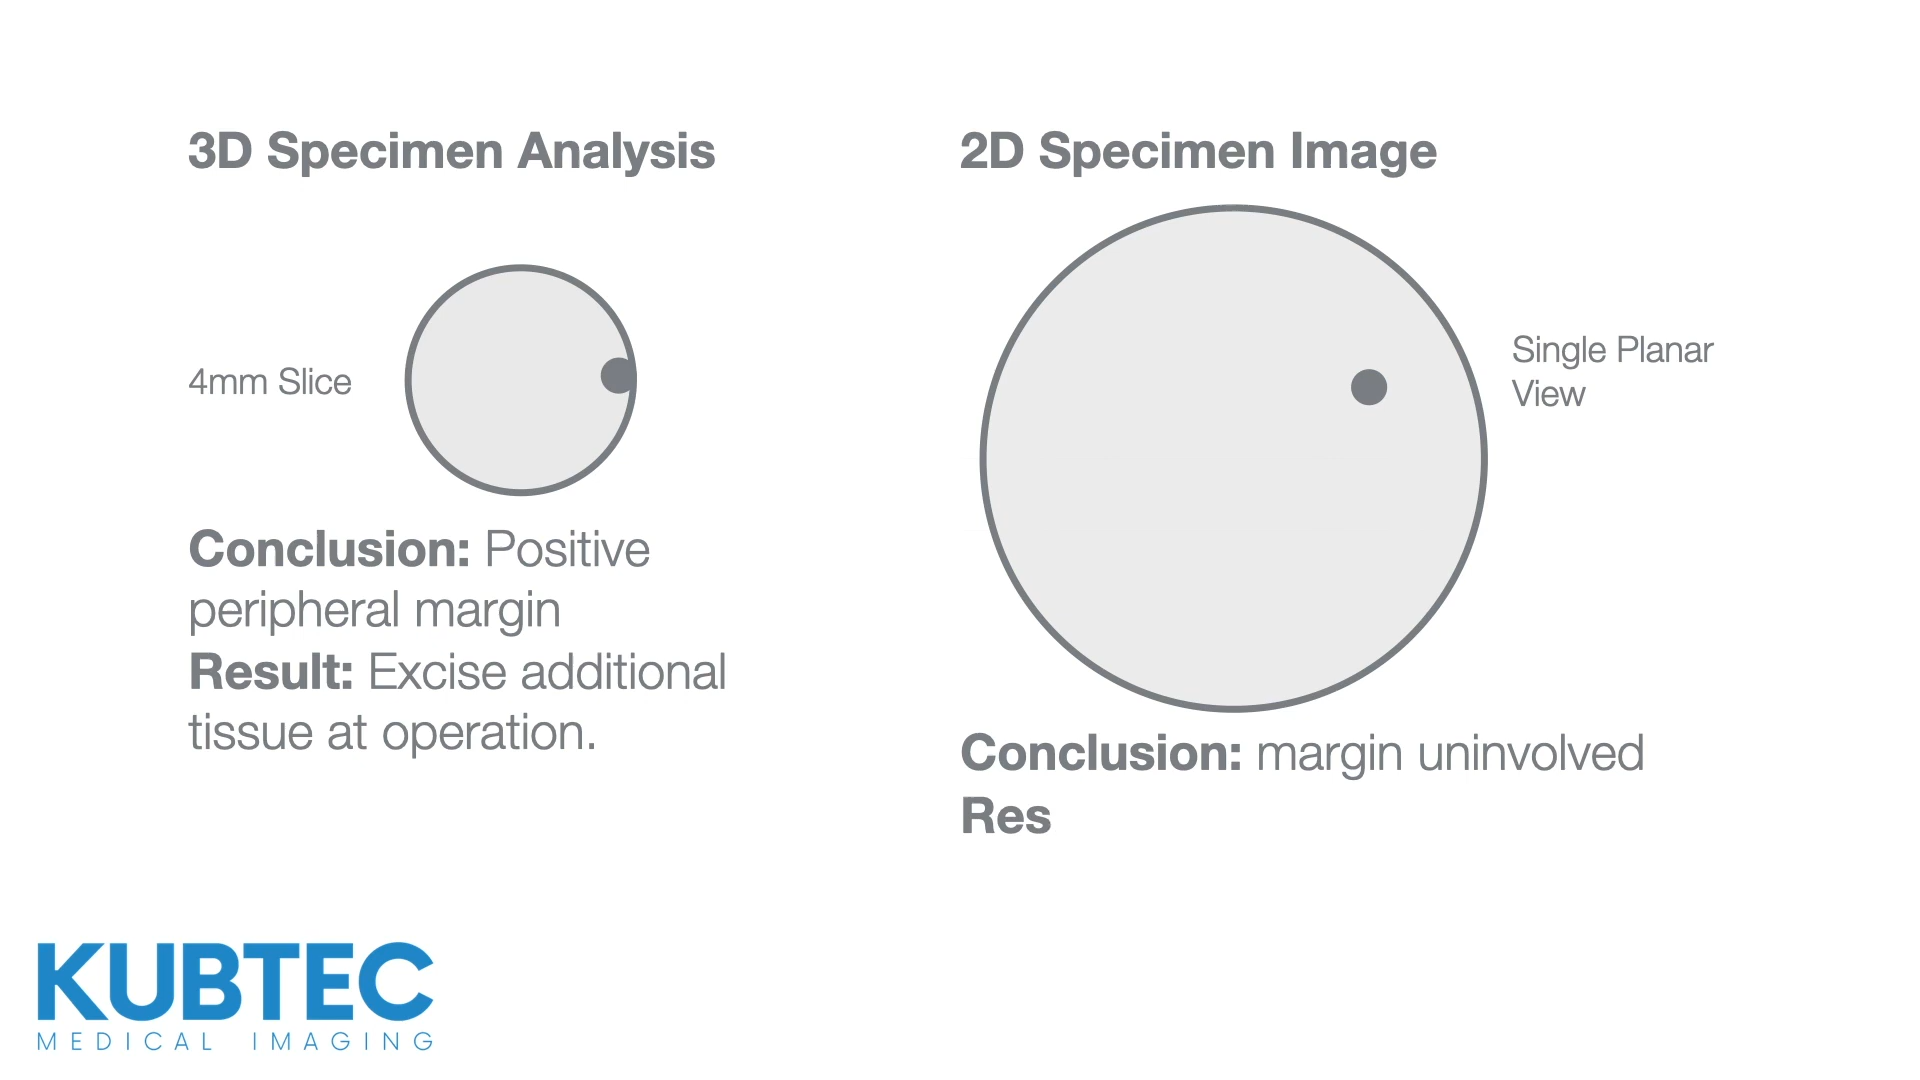 3D Specimen Analysis
4mm Slice
Conclusion: Positive
peripheral margin
Result: Excise additional
tissue at operation.
2D Specimen Image
Single Planar
View
Conclusion: margin uninvolved
Res
KUBTEC
MEDICAL IMAGING